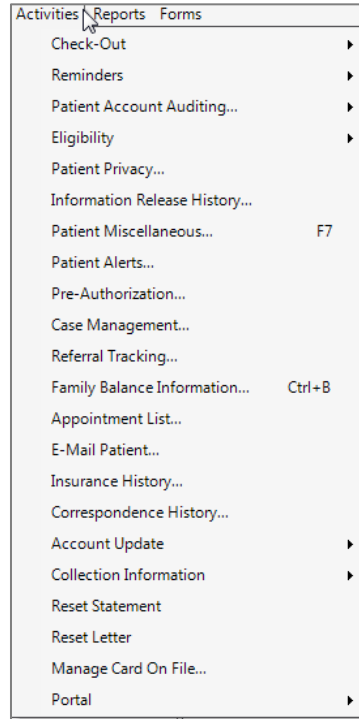 Activities Reports Forms
Check-Out
Reminders
Patient Account Auditing...
Eligibility
Patient Privacy...
Information Release History...
Patient Miscellaneous... F7
Patient Alerts...
Pre-Authorization...
Case Management...
Referral Tracking...
Family Balance Information... Ctrl+B
Appointment List...
E-Mail Patient...
Insurance History...
Correspondence History...
Account Update
Collection Information
Reset Statement
Reset Letter
Manage Card On File...
Portal